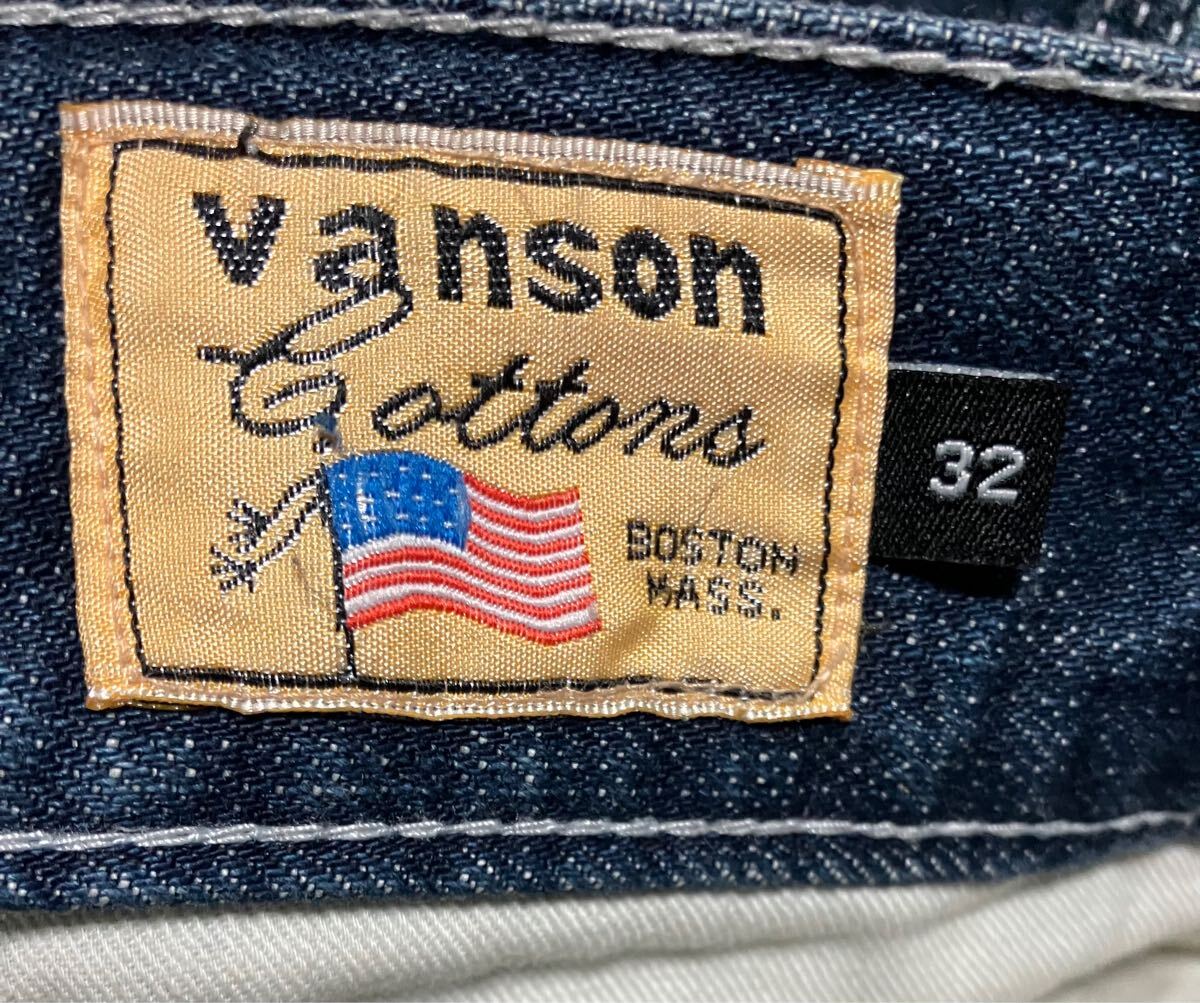 vanson
Cottons
BOSTON
MASS.
32